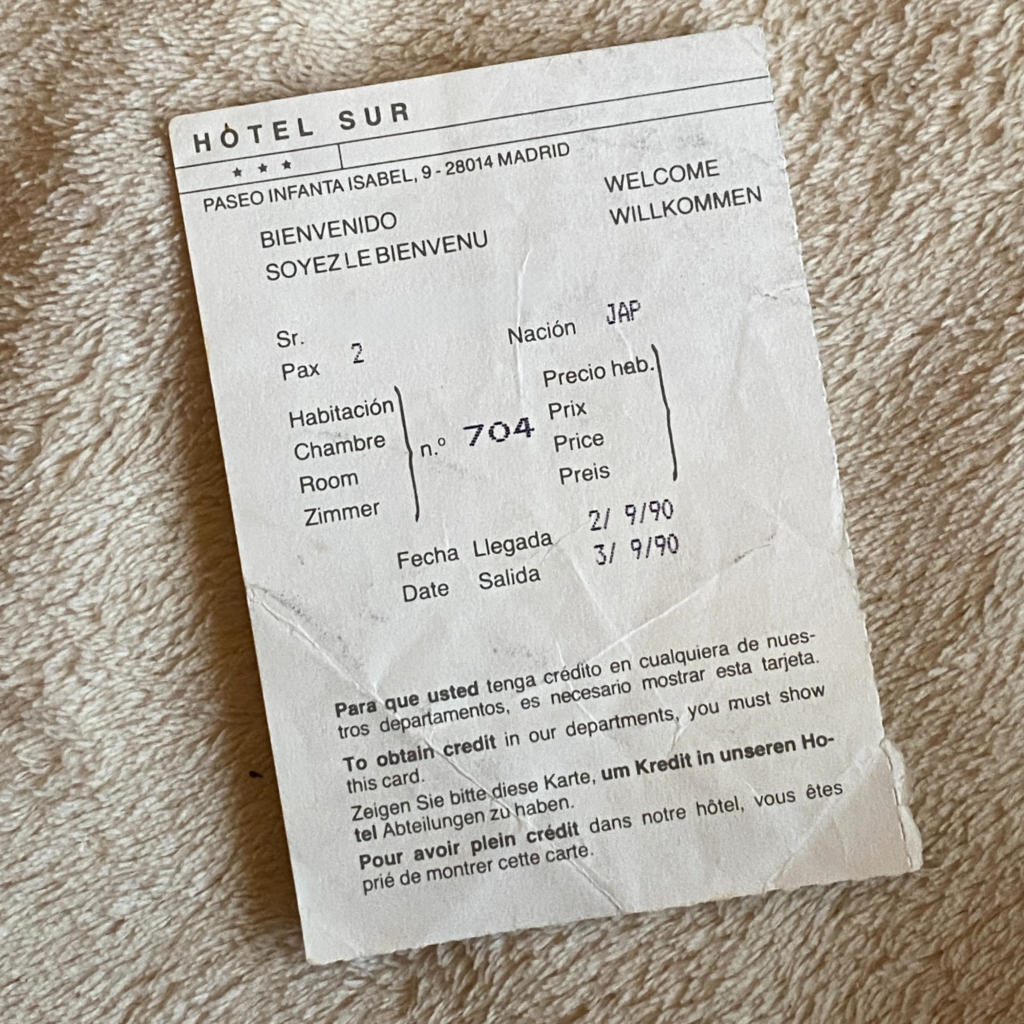 HÒTEL SUR
★ ★ ★
PASEO INFANTA ISABEL, 9 - 28014 MADRID
BIENVENIDO WELCOME
SOYEZ LE BIENVENU WILLKOMMEN
Sr. Nación JAP
Pax 2
Habitación Precio hab.
Chambre n.º 704 Prix
Room Price
Zimmer Preis
Fecha Llegada 2/ 9/90
Date Salida 3/ 9/90
Para que usted tenga crédito en cualquiera de nues-
tros departamentos, es necesario mostrar esta tarjeta.
To obtain credit in our departments, you must show
this card.
Zeigen Sie bitte diese Karte, um Kredit in unseren Ho-
tel Abteilungen zu haben.
Pour avoir plein crédit dans notre hôtel, vous êtes
prié de montrer cette carte.